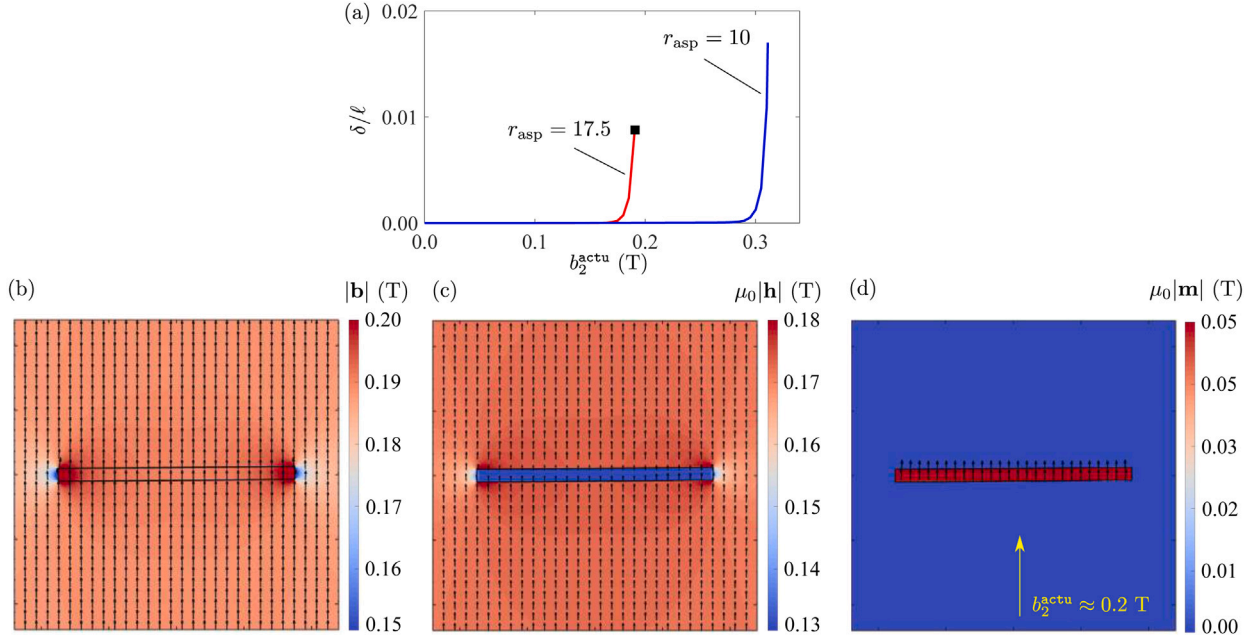 (a)
0.02
0.01
0.00
δ/ℓ
r_asp = 10
r_asp = 17.5
0.0 0.1 0.2 0.3
b_2^actu (T)
(b) |b| (T)
0.20
0.19
0.18
0.17
0.16
0.15
(c) μ_0|h| (T)
0.18
0.17
0.16
0.15
0.14
0.13
(d) μ_0|m| (T)
0.05
0.05
0.03
0.02
0.01
0.00
b_2^actu ≈ 0.2 T